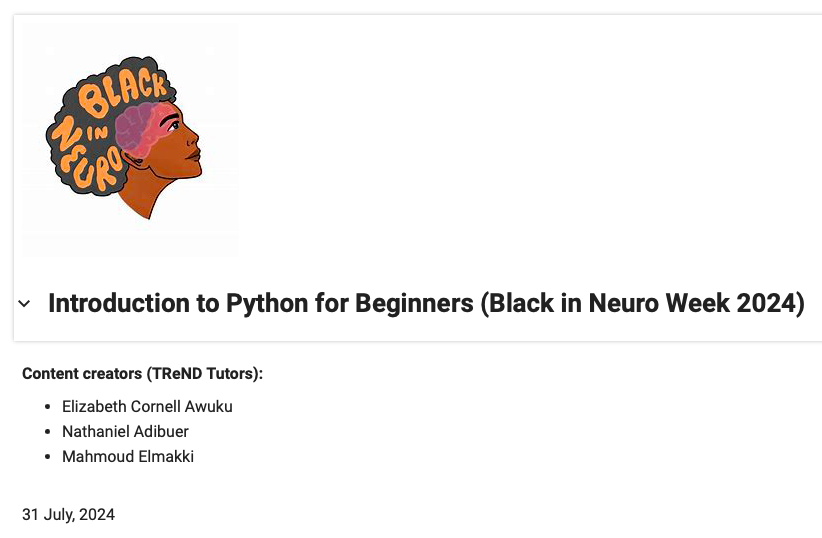 BLACK
IN
NEURO
Introduction to Python for Beginners (Black in Neuro Week 2024)
Content creators (TReND Tutors):
Elizabeth Cornell Awuku
Nathaniel Adibuer
Mahmoud Elmakki
31 July, 2024